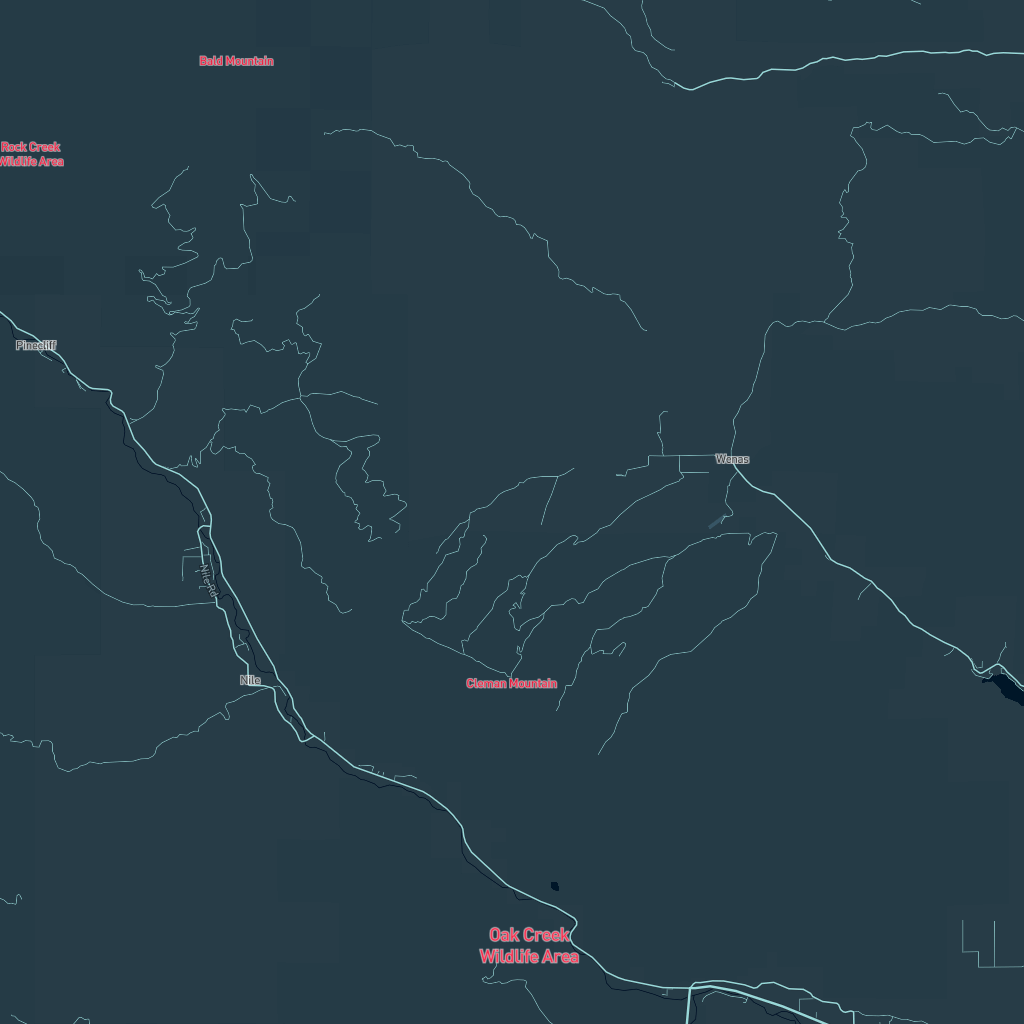 Bald Mountain
Rock Creek
Wildlife Area
Pinecliff
Wenas
Nile Rd
Nile
Cleman Mountain
Oak Creek
Wildlife Area